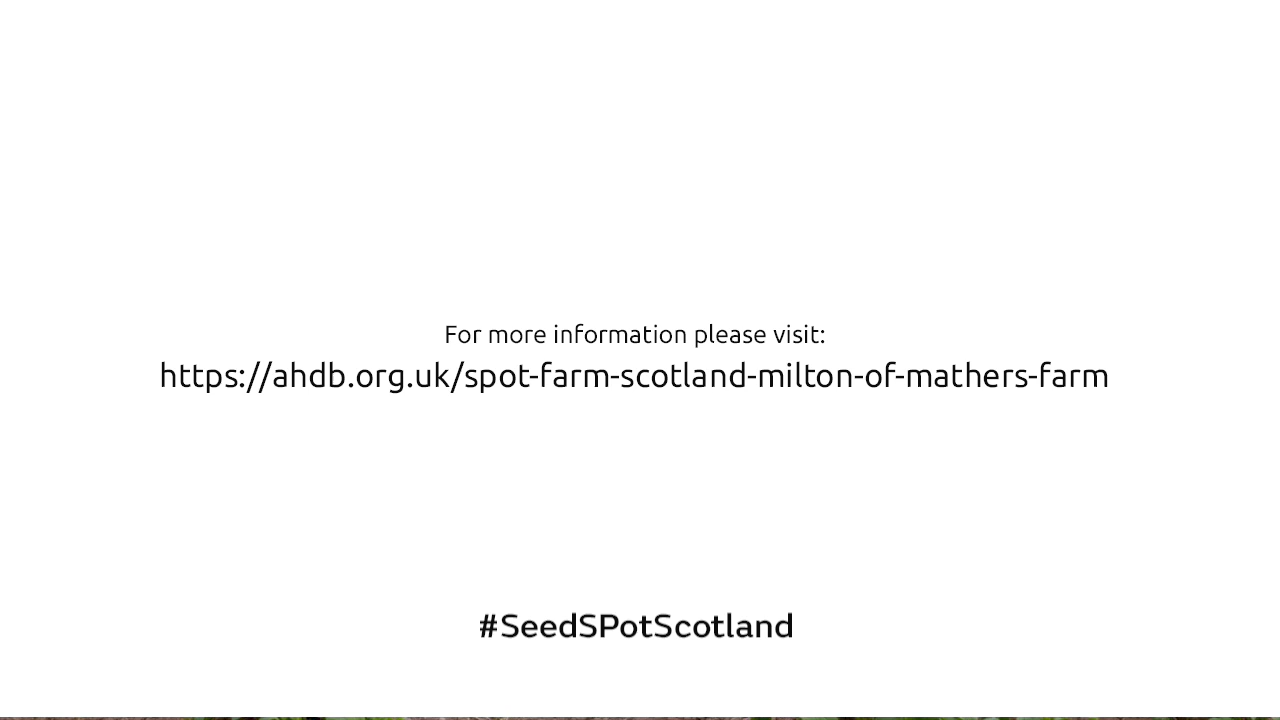 For more information please visit:
https://ahdb.org.uk/spot-farm-scotland-milton-of-mathers-farm
#SeedSPotScotland